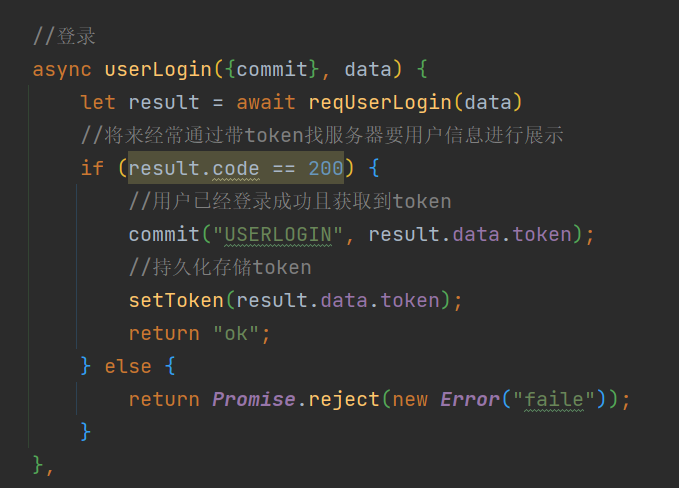 //登录
async userLogin({commit}, data) {
let result = await reqUserLogin(data)
//将来经常通过带token找服务器要用户信息进行展示
if (result.code == 200) {
//用户已经登录成功且获取到token
commit("USERLOGIN", result.data.token);
//持久化存储token
setToken(result.data.token);
return "ok";
} else {
return Promise.reject(new Error("faile"));
}
},